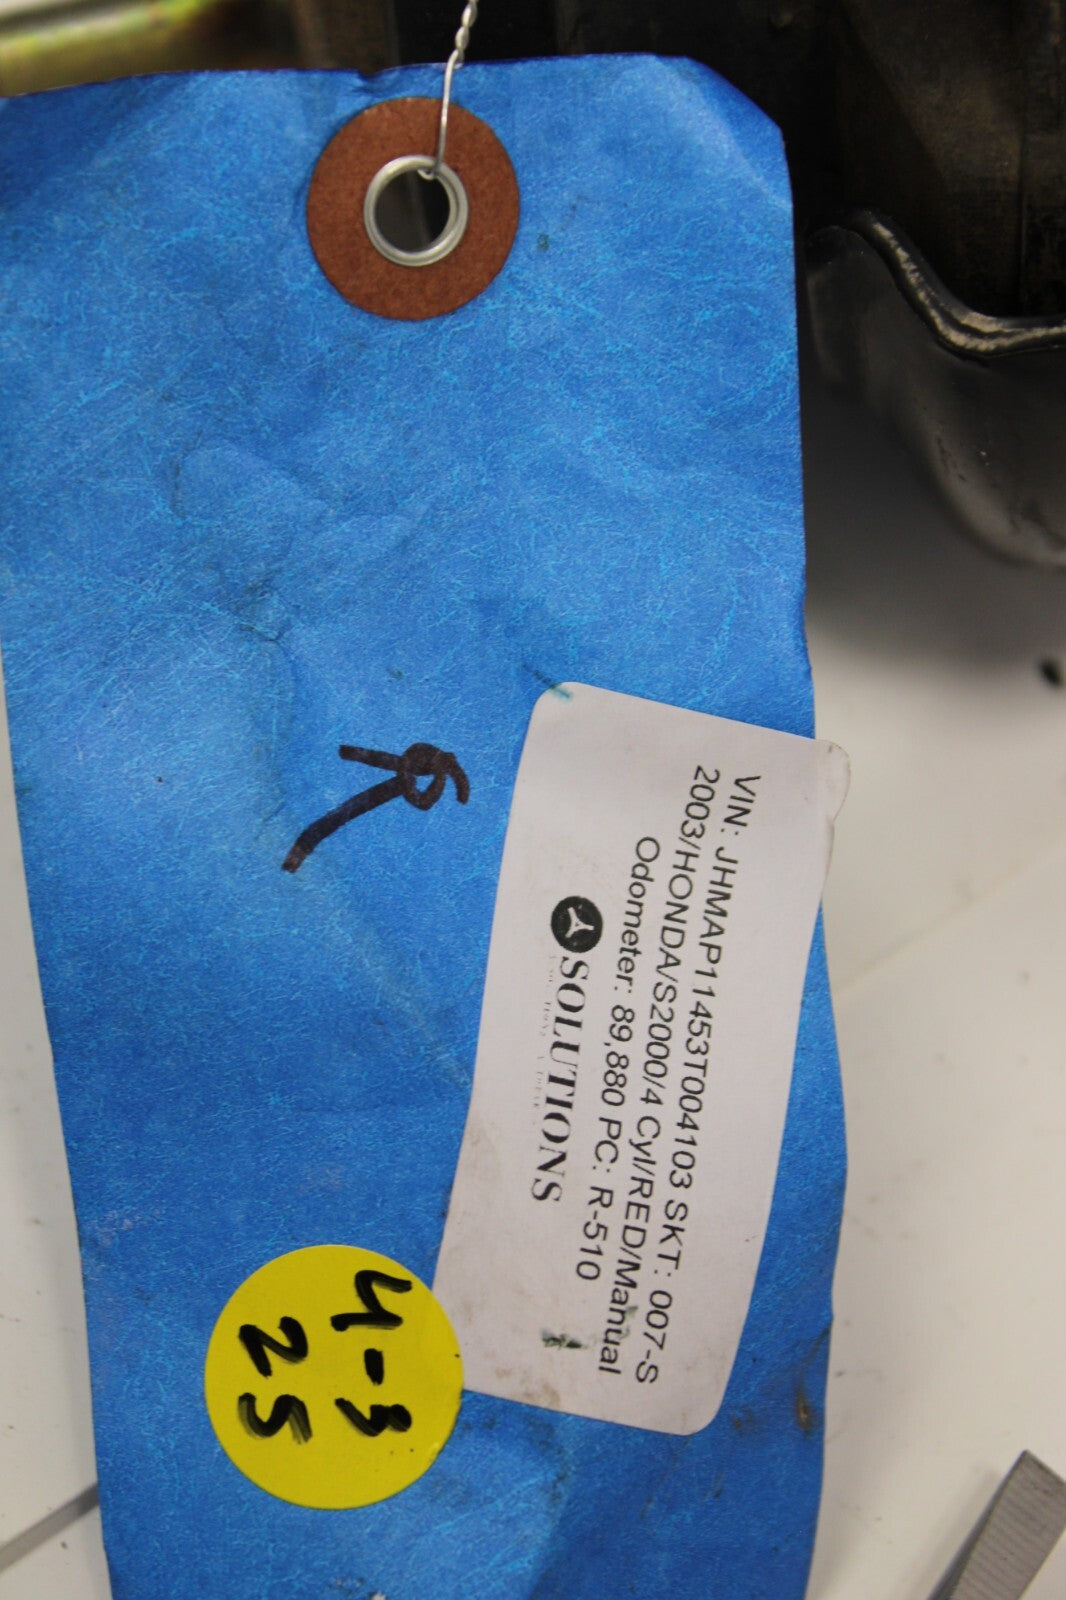 R
VIN: JHMAP11453T004103 SKT: 007-S
2003/HONDA/S2000/4 Cyl/RED/Manual
Odometer: 89,880 PC: R-510
SOLUTIONS
4-3
25